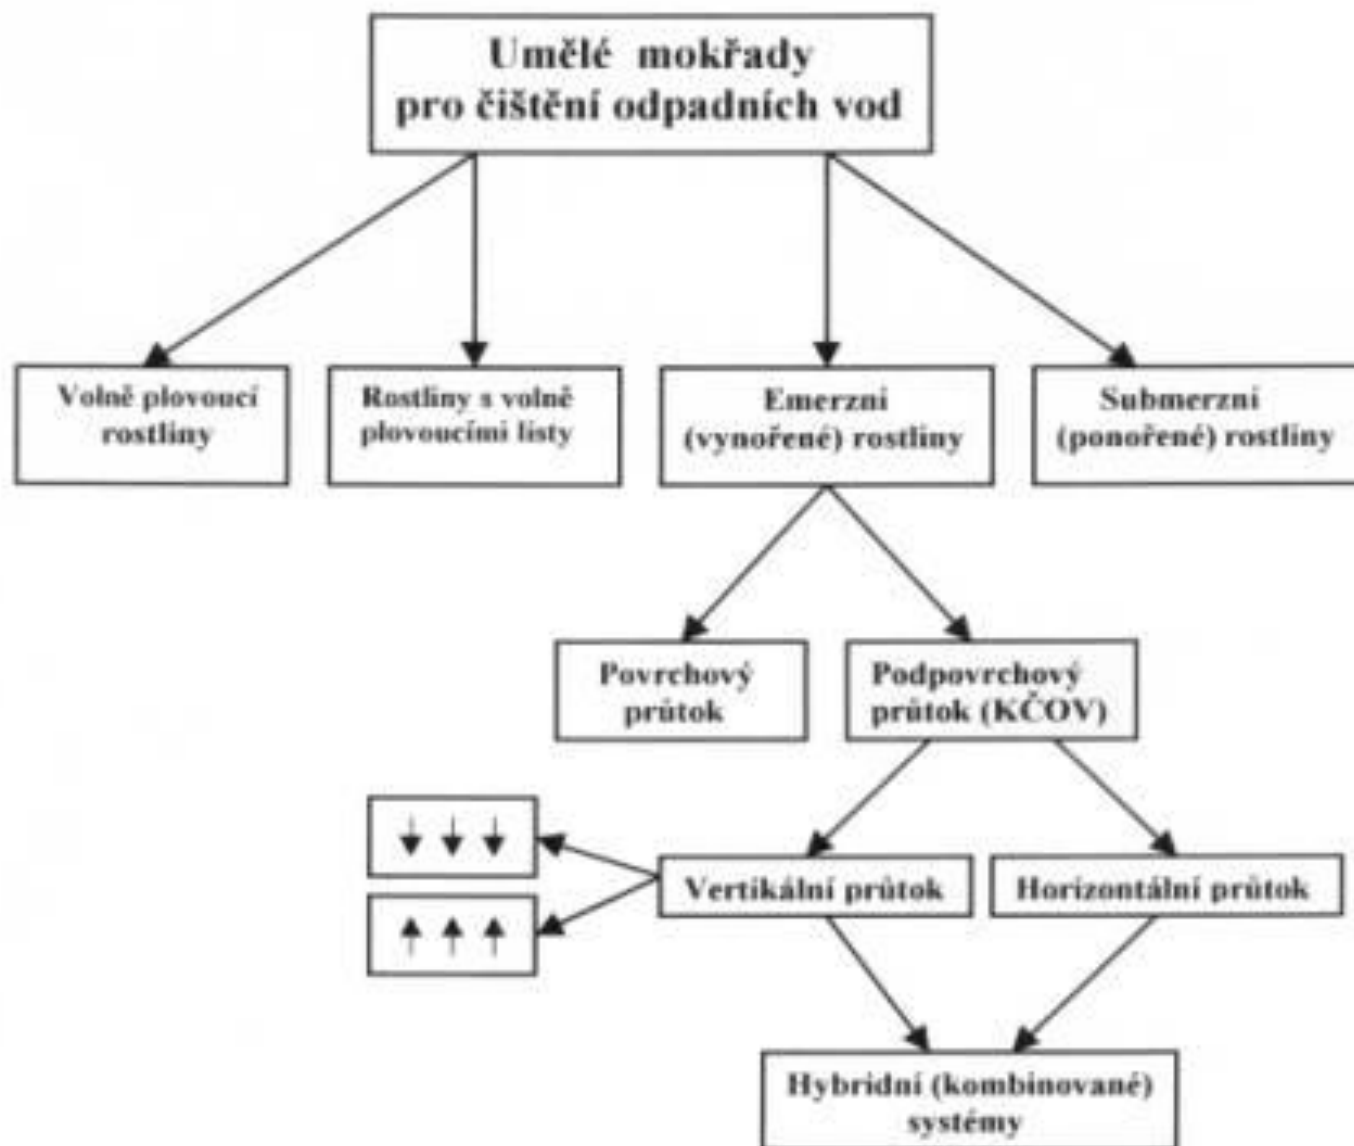 Umělé mokřady
pro čištění odpadních vod
Volně plovoucí
rostliny
Rostliny s volně
plovoucími listy
Emerzní
(vynořené) rostliny
Submerzní
(ponořené) rostliny
Povrchový
průtok
Podpovrchový
průtok (KČOV)
Vertikální průtok
Horizontální průtok
Hybridní (kombinované)
systémy